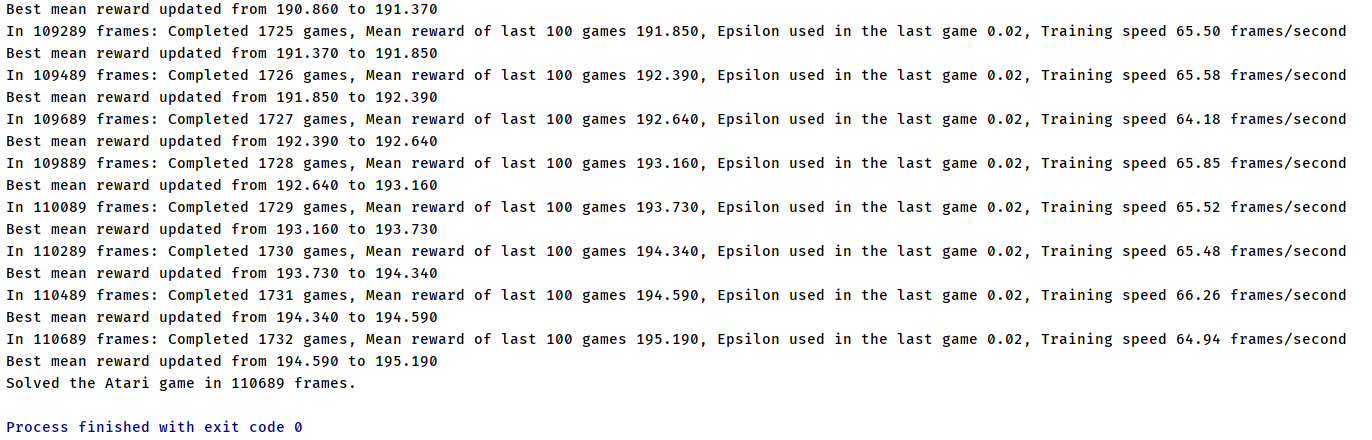 Best mean reward updated from 190.860 to 191.370
In 109289 frames: Completed 1725 games, Mean reward of last 100 games 191.850, Epsilon used in the last game 0.02, Training speed 65.50 frames/second
Best mean reward updated from 191.370 to 191.850
In 109489 frames: Completed 1726 games, Mean reward of last 100 games 192.390, Epsilon used in the last game 0.02, Training speed 65.58 frames/second
Best mean reward updated from 191.850 to 192.390
In 109689 frames: Completed 1727 games, Mean reward of last 100 games 192.640, Epsilon used in the last game 0.02, Training speed 64.18 frames/second
Best mean reward updated from 192.390 to 192.640
In 109889 frames: Completed 1728 games, Mean reward of last 100 games 193.160, Epsilon used in the last game 0.02, Training speed 65.85 frames/second
Best mean reward updated from 192.640 to 193.160
In 110089 frames: Completed 1729 games, Mean reward of last 100 games 193.730, Epsilon used in the last game 0.02, Training speed 65.52 frames/second
Best mean reward updated from 193.160 to 193.730
In 110289 frames: Completed 1730 games, Mean reward of last 100 games 194.340, Epsilon used in the last game 0.02, Training speed 65.48 frames/second
Best mean reward updated from 193.730 to 194.340
In 110489 frames: Completed 1731 games, Mean reward of last 100 games 194.590, Epsilon used in the last game 0.02, Training speed 66.26 frames/second
Best mean reward updated from 194.340 to 194.590
In 110689 frames: Completed 1732 games, Mean reward of last 100 games 195.190, Epsilon used in the last game 0.02, Training speed 64.94 frames/second
Best mean reward updated from 194.590 to 195.190
Solved the Atari game in 110689 frames.
Process finished with exit code 0